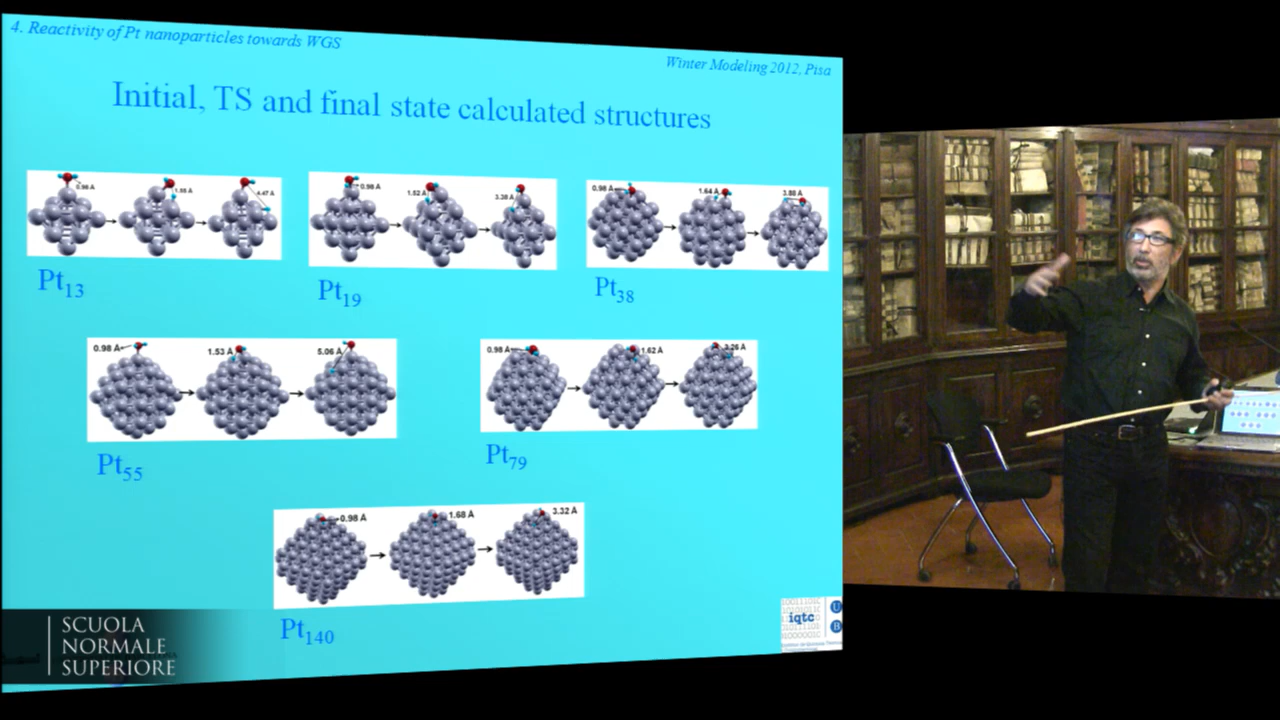 4. Reactivity of Pt nanoparticles towards WGS
Winter Modeling 2012, Pisa
Initial, TS and final state calculated structures
0.98 Å
1.55 Å
4.47 Å
Pt13
0.98 Å
1.52 Å
3.38 Å
Pt19
0.98 Å
1.64 Å
3.88 Å
Pt38
0.98 Å
1.53 Å
5.06 Å
Pt55
0.98 Å
1.62 Å
3.26 Å
Pt79
0.98 Å
1.68 Å
3.32 Å
Pt140
iqtc
U
B
SCUOLA
NORMALE
SUPERIORE